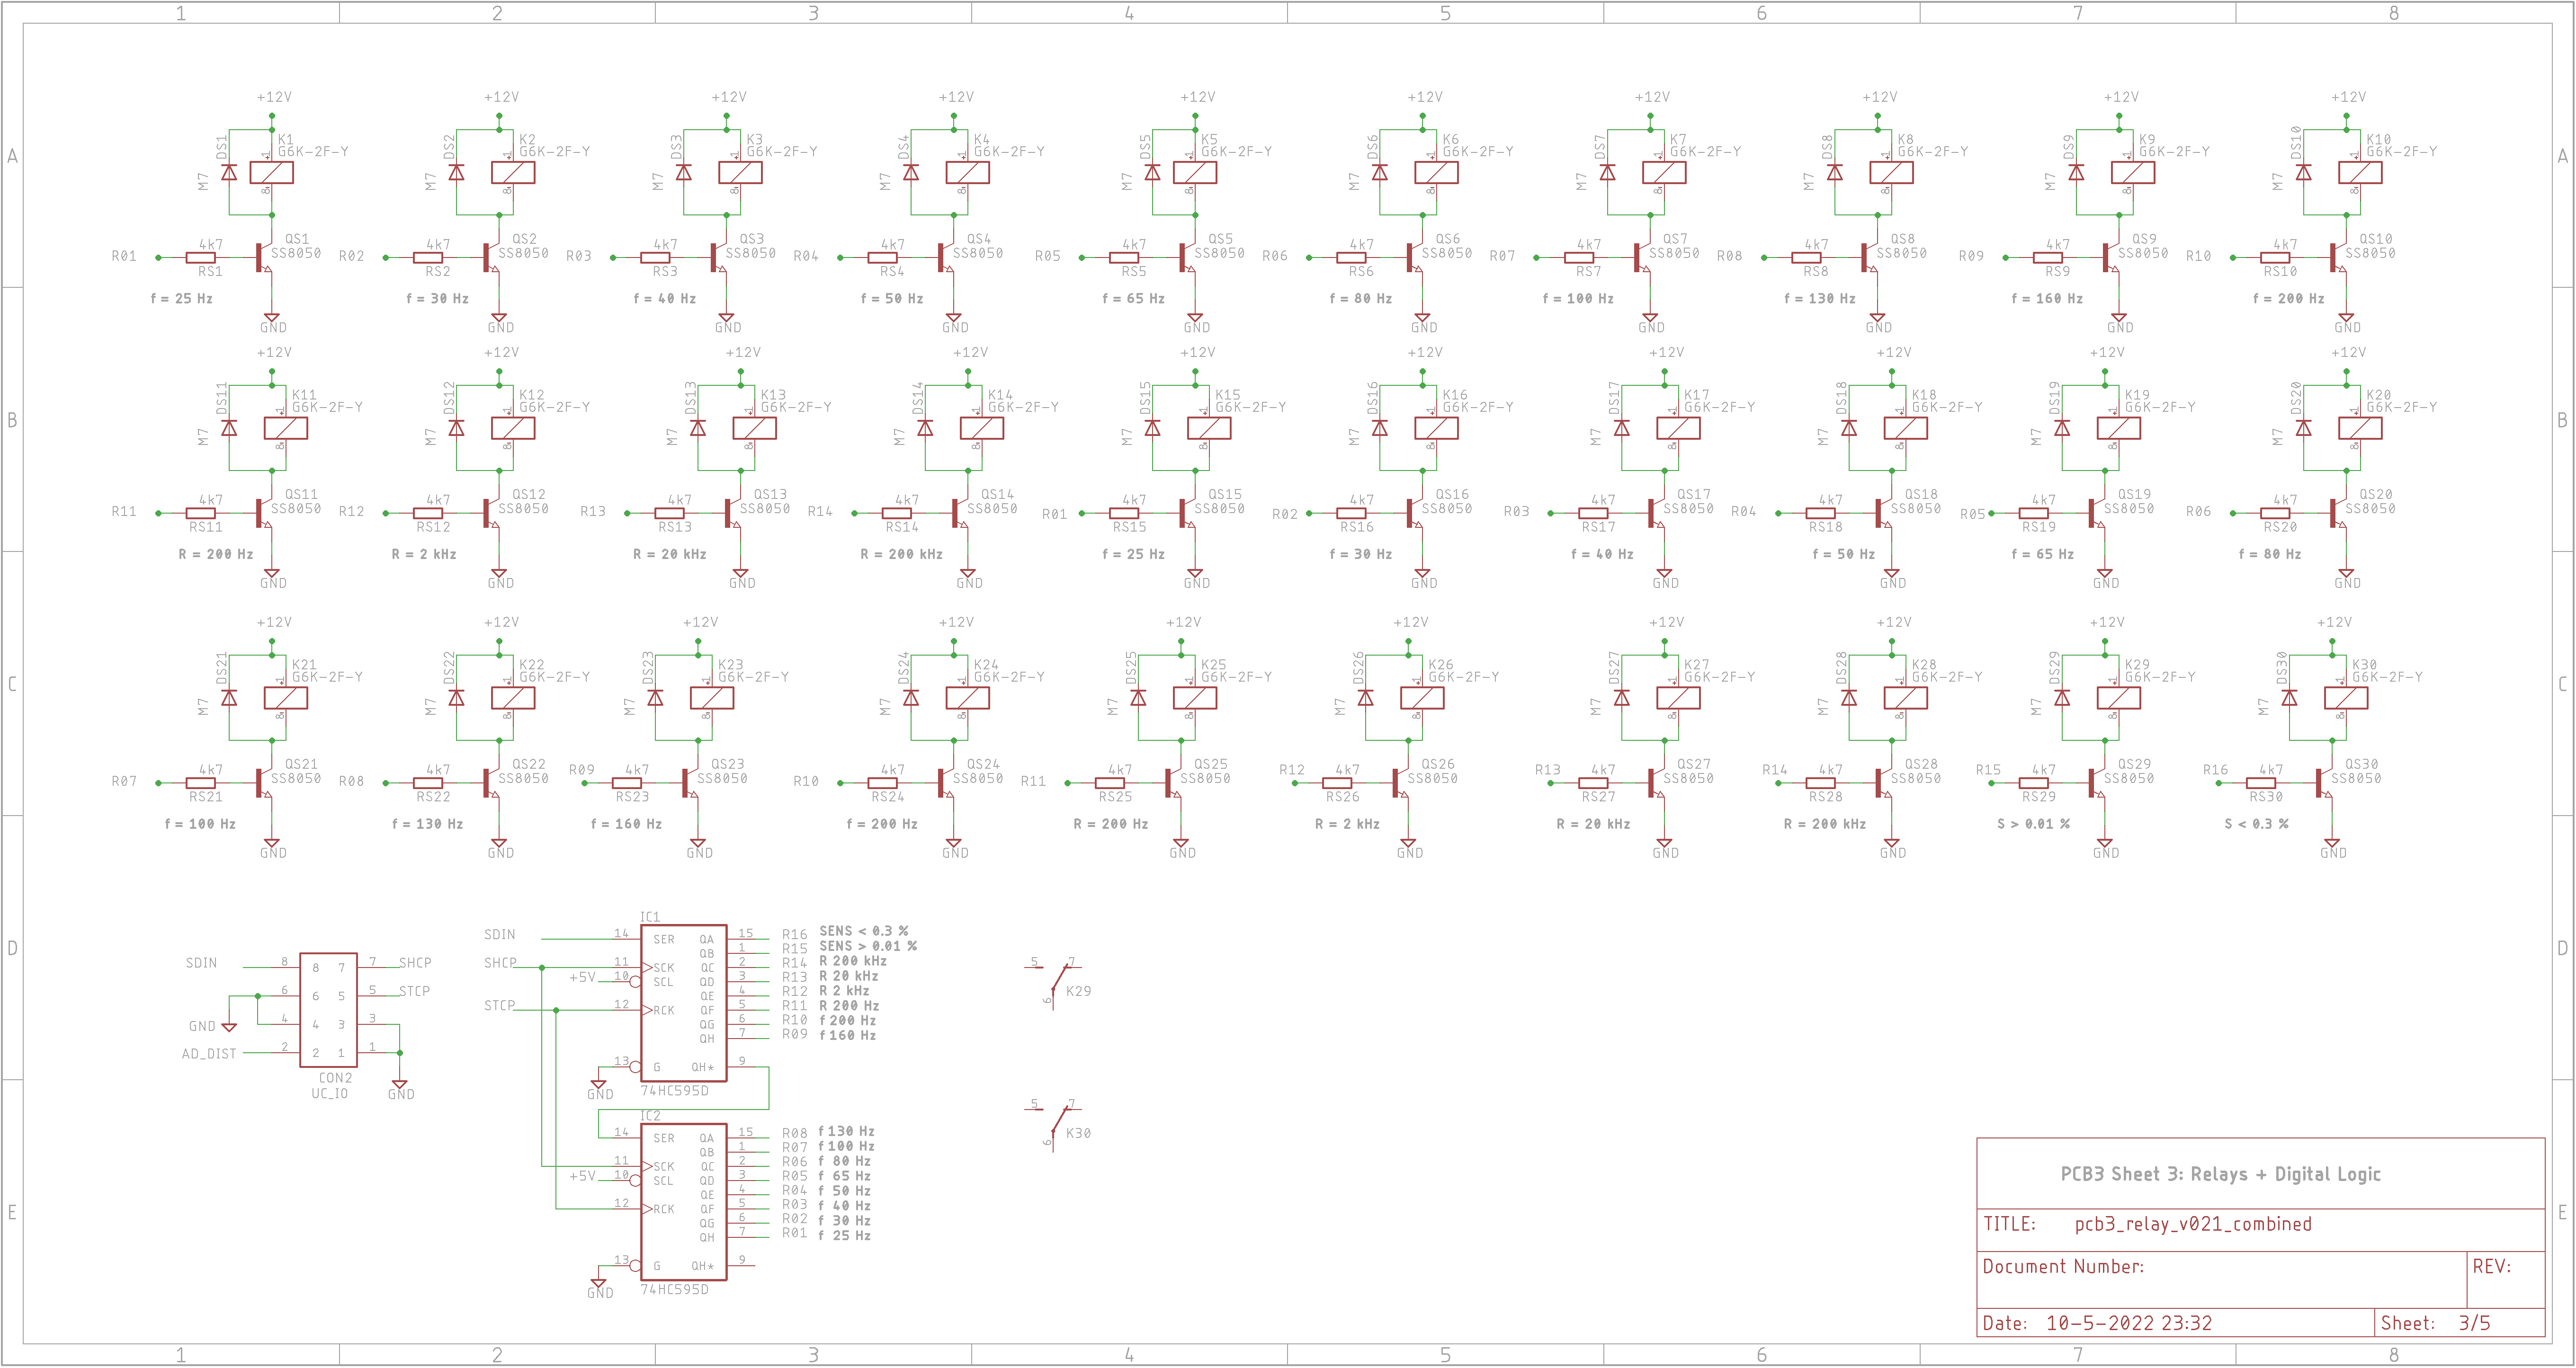 1 2 3 4 5 6 7 8
A A
+12V +12V +12V +12V +12V +12V +12V +12V +12V +12V
DS1 K1 DS2 K2 DS3 K3 DS4 K4 DS5 K5 DS6 K6 DS7 K7 DS8 K8 DS9 K9 DS10 K10
G6K-2F-Y G6K-2F-Y G6K-2F-Y G6K-2F-Y G6K-2F-Y G6K-2F-Y G6K-2F-Y G6K-2F-Y G6K-2F-Y G6K-2F-Y
1 1 1 1 1 1 1 1 1 1
M7 M7 M7 M7 M7 M7 M7 M7 M7 M7
8 8 8 8 8 8 8 8 8 8
4k7 QS1 4k7 QS2 4k7 QS3 4k7 QS4 4k7 QS5 4k7 QS6 4k7 QS7 4k7 QS8 4k7 QS9 4k7 QS10
SS8050 SS8050 SS8050 SS8050 SS8050 SS8050 SS8050 SS8050 SS8050 SS8050
R01 R02 R03 R04 R05 R06 R07 R08 R09 R10
RS1 RS2 RS3 RS4 RS5 RS6 RS7 RS8 RS9 RS10
f = 25 Hz f = 30 Hz f = 40 Hz f = 50 Hz f = 65 Hz f = 80 Hz f = 100 Hz f = 130 Hz f = 160 Hz f = 200 Hz
GND GND GND GND GND GND GND GND GND GND
B B
+12V +12V +12V +12V +12V +12V +12V +12V +12V +12V
DS11 K11 DS12 K12 DS13 K13 DS14 K14 DS15 K15 DS16 K16 DS17 K17 DS18 K18 DS19 K19 DS20 K20
G6K-2F-Y G6K-2F-Y G6K-2F-Y G6K-2F-Y G6K-2F-Y G6K-2F-Y G6K-2F-Y G6K-2F-Y G6K-2F-Y G6K-2F-Y
1 1 1 1 1 1 1 1 1 1
M7 M7 M7 M7 M7 M7 M7 M7 M7 M7
8 8 8 8 8 8 8 8 8 8
4k7 QS11 4k7 QS12 4k7 QS13 4k7 QS14 4k7 QS15 4k7 QS16 4k7 QS17 4k7 QS18 4k7 QS19 4k7 QS20
SS8050 SS8050 SS8050 SS8050 SS8050 SS8050 SS8050 SS8050 SS8050 SS8050
R11 R12 R13 R14 R01 R02 R03 R04 R05 R06
RS11 RS12 RS13 RS14 RS15 RS16 RS17 RS18 RS19 RS20
R = 200 Hz R = 2 kHz R = 20 kHz R = 200 kHz f = 25 Hz f = 30 Hz f = 40 Hz f = 50 Hz f = 65 Hz f = 80 Hz
GND GND GND GND GND GND GND GND GND GND
C C
+12V +12V +12V +12V +12V +12V +12V +12V +12V +12V
DS21 K21 DS22 K22 DS23 K23 DS24 K24 DS25 K25 DS26 K26 DS27 K27 DS28 K28 DS29 K29 DS30 K30
G6K-2F-Y G6K-2F-Y G6K-2F-Y G6K-2F-Y G6K-2F-Y G6K-2F-Y G6K-2F-Y G6K-2F-Y G6K-2F-Y G6K-2F-Y
1 1 1 1 1 1 1 1 1 1
M7 M7 M7 M7 M7 M7 M7 M7 M7 M7
8 8 8 8 8 8 8 8 8 8
4k7 QS21 4k7 QS22 4k7 QS23 4k7 QS24 4k7 QS25 4k7 QS26 4k7 QS27 4k7 QS28 4k7 QS29 4k7 QS30
SS8050 SS8050 SS8050 SS8050 SS8050 SS8050 SS8050 SS8050 SS8050 SS8050
R07 R08 R09 R10 R11 R12 R13 R14 R15 R16
RS21 RS22 RS23 RS24 RS25 RS26 RS27 RS28 RS29 RS30
f = 100 Hz f = 130 Hz f = 160 Hz f = 200 Hz R = 200 Hz R = 2 kHz R = 20 kHz R = 200 kHz S > 0.01 % S < 0.3 %
GND GND GND GND GND GND GND GND GND GND
D D
SDIN 8 8 7 7 SHCP
6 6 5 5 STCP
GND 4 4 3 3
AD_DIST 2 2 1 1
CON2
UC_IO GND
IC1
SDIN 14 SER QA 15 R16 SENS < 0.3 %
QB 1 R15 SENS > 0.01 %
SHCP 11 SCK QC 2 R14 R 200 kHz
+5V 10 SCL QD 3 R13 R 20 kHz
QE 4 R12 R 2 kHz
STCP 12 RCK QF 5 R11 R 200 Hz
QG 6 R10 f 200 Hz
QH 7 R09 f 160 Hz
13 G QH* 9
GND 74HC595D
IC2
14 SER QA 15 R08 f 130 Hz
QB 1 R07 f 100 Hz
11 SCK QC 2 R06 f 80 Hz
+5V 10 SCL QD 3 R05 f 65 Hz
QE 4 R04 f 50 Hz
12 RCK QF 5 R03 f 40 Hz
QG 6 R02 f 30 Hz
QH 7 R01 f 25 Hz
13 G QH* 9
GND 74HC595D
5 7
6 K29
5 7
6 K30
E E
PCB3 Sheet 3: Relays + Digital Logic
TITLE: pcb3_relay_v021_combined
Document Number: REV:
Date: 10-5-2022 23:32 Sheet: 3/5
1 2 3 4 5 6 7 8